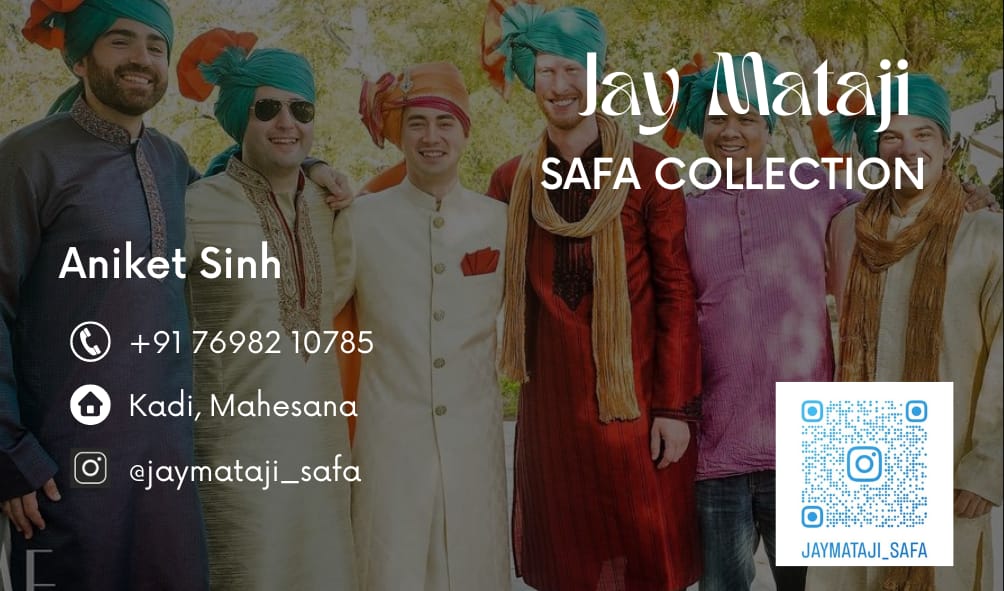 Jay Mataji
SAFA COLLECTION
Aniket Sinh
+91 76982 10785
Kadi, Mahesana
@jaymataji_safa
JAYMATAJI_SAFA